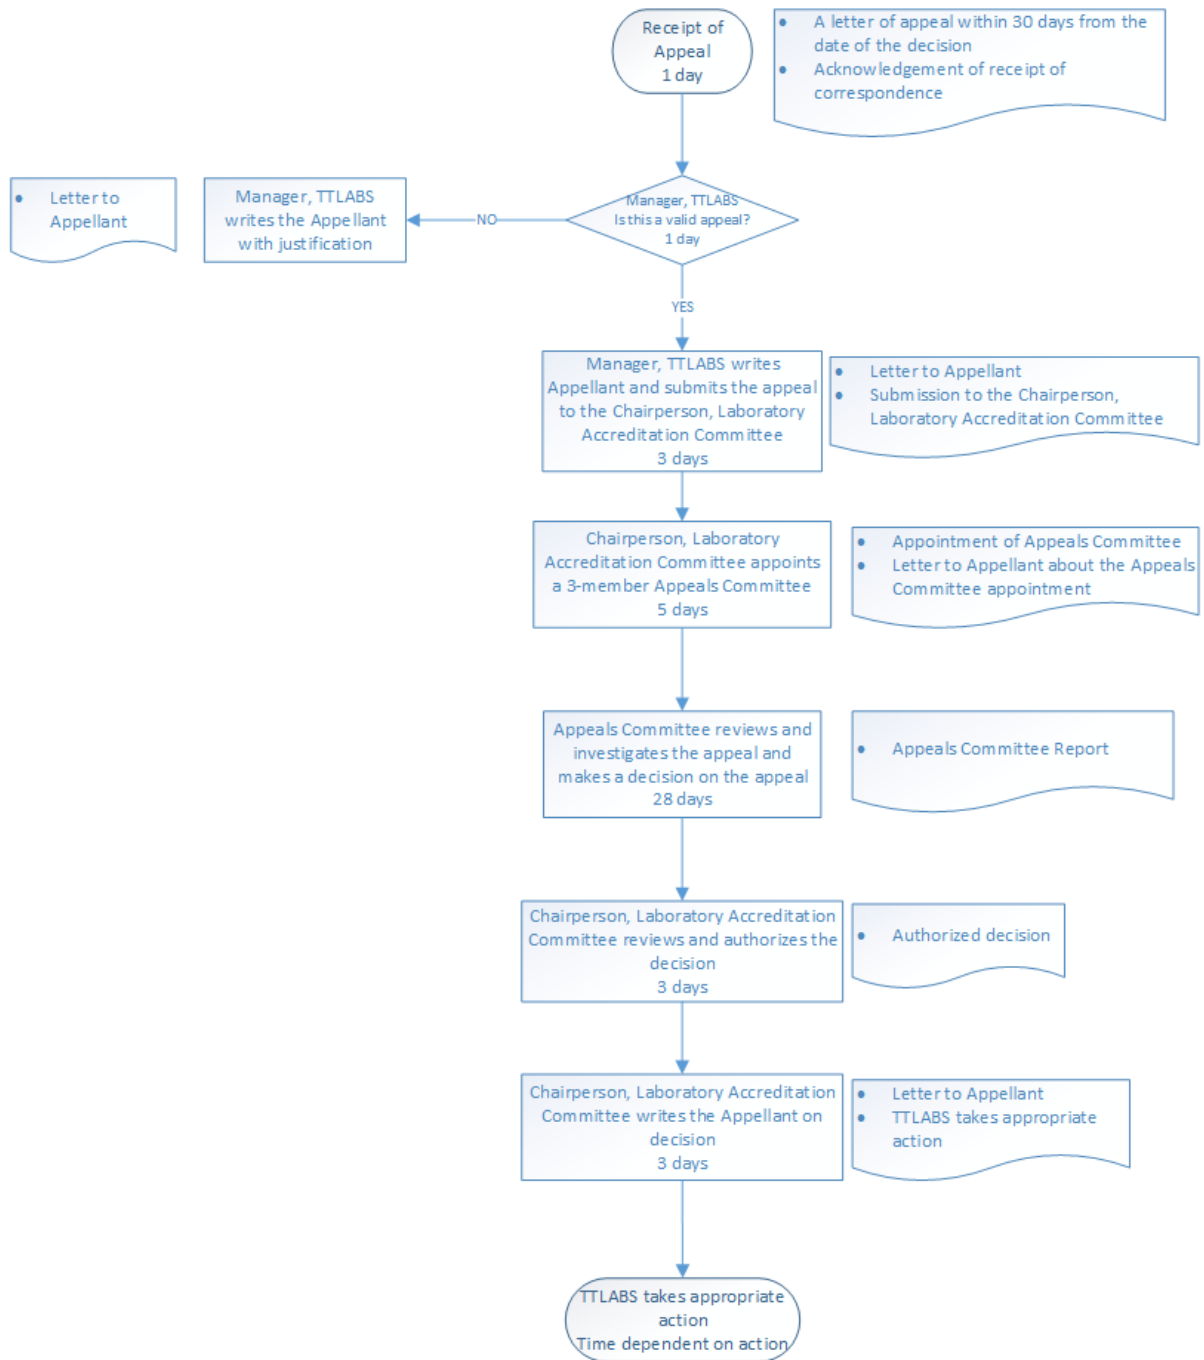 Receipt of
Appeal
1 day
• A letter of appeal within 30 days from the
date of the decision
• Acknowledgement of receipt of
correspondence
• Letter to
Appellant
Manager, TTLABS
writes the Appellant
with justification
NO
Manager, TTLABS
Is this a valid appeal?
1 day
YES
Manager, TTLABS writes
Appellant and submits the appeal
to the Chairperson, Laboratory
Accreditation Committee
3 days
• Letter to Appellant
• Submission to the Chairperson,
Laboratory Accreditation Committee
Chairperson, Laboratory
Accreditation Committee appoints
a 3-member Appeals Committee
5 days
• Appointment of Appeals Committee
• Letter to Appellant about the Appeals
Committee appointment
Appeals Committee reviews and
investigates the appeal and
makes a decision on the appeal
28 days
• Appeals Committee Report
Chairperson, Laboratory Accreditation
Committee reviews and authorizes the
decision
3 days
• Authorized decision
Chairperson, Laboratory Accreditation
Committee writes the Appellant on
decision
3 days
• Letter to Appellant
• TTLABS takes appropriate
action
TTLABS takes appropriate
action
Time dependent on action